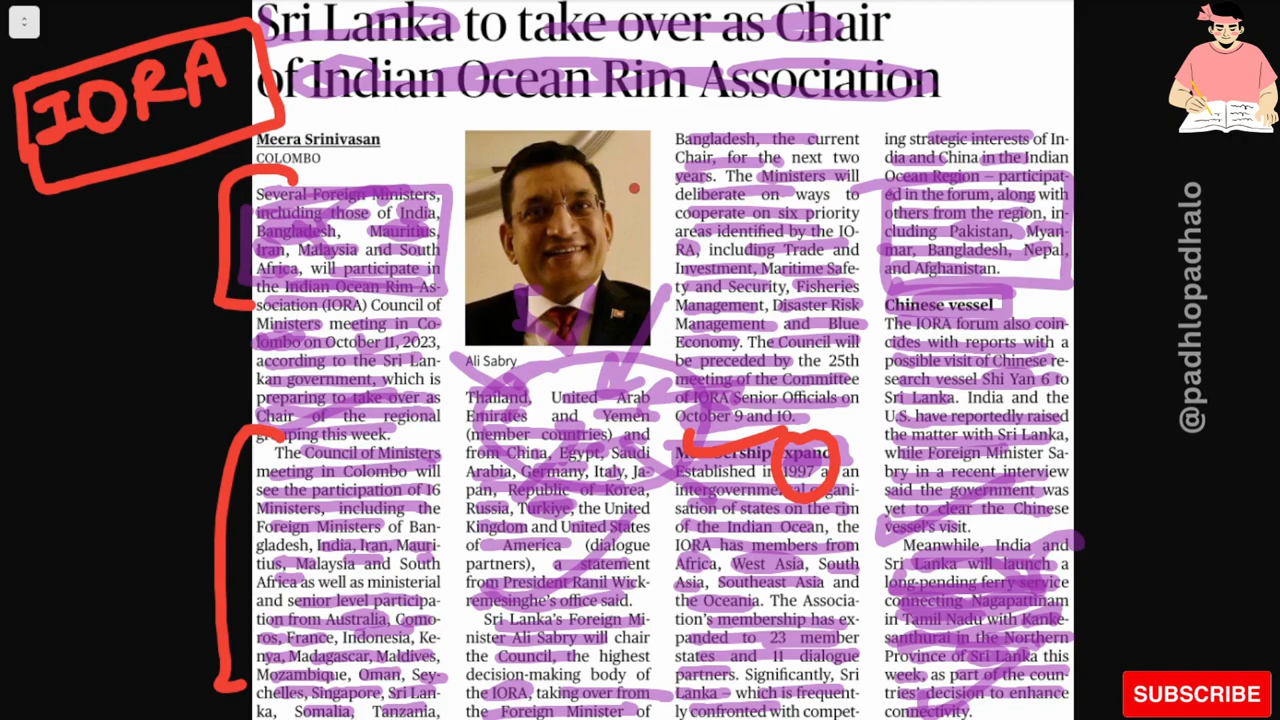 Sri Lanka to take over as Chair
of Indian Ocean Rim Association
IORA
Meera Srinivasan
COLOMBO
Several Foreign Ministers,
including those of India,
Bangladesh, Mauritius,
Iran, Malaysia and South
Africa, will participate in
the Indian Ocean Rim As-
sociation (IORA) Council of
Ministers meeting in Co-
lombo on October 11, 2023,
according to the Sri Lan-
kan government, which is
preparing to take over as
Chair of the regional
grouping this week.
The Council of Ministers
meeting in Colombo will
see the participation of 16
Ministers, including the
Foreign Ministers of Ban-
gladesh, India, Iran, Mauri-
tius, Malaysia and South
Africa as well as ministerial
and senior level participa-
tion from Australia, Como-
ros, France, Indonesia, Ke-
nya, Madagascar, Maldives,
Mozambique, Oman, Sey-
chelles, Singapore, Sri Lan-
ka, Somalia, Tanzania,
Ali Sabry
Thailand, United Arab
Emirates and Yemen
(member countries) and
from China, Egypt, Saudi
Arabia, Germany, Italy, Ja-
pan, Republic of Korea,
Russia, Turkiye, the United
Kingdom and United States
of America (dialogue
partners), a statement
from President Ranil Wick-
remesinghe's office said.
Sri Lanka's Foreign Mi-
nister Ali Sabry will chair
the Council, the highest
decision-making body of
the IORA, taking over from
the Foreign Minister of
Bangladesh, the current
Chair, for the next two
years. The Ministers will
deliberate on ways to
cooperate on six priority
areas identified by the IO-
RA, including Trade and
Investment, Maritime Safe-
ty and Security, Fisheries
Management, Disaster Risk
Management and Blue
Economy. The Council will
be preceded by the 25th
meeting of the Committee
of IORA Senior Officials on
October 9 and 10.
Membership expands
Established in 1997 as an
intergovernmental organi-
sation of states on the rim
of the Indian Ocean, the
IORA has members from
Africa, West Asia, South
Asia, Southeast Asia and
the Oceania. The Associa-
tion's membership has ex-
panded to 23 member
states and 11 dialogue
partners. Significantly, Sri
Lanka – which is frequent-
ly confronted with compet-
ing strategic interests of In-
dia and China in the Indian
Ocean Region – participat-
ed in the forum, along with
others from the region, in-
cluding Pakistan, Myan-
mar, Bangladesh, Nepal,
and Afghanistan.
Chinese vessel
The IORA forum also coin-
cides with reports with a
possible visit of Chinese re-
search vessel Shi Yan 6 to
Sri Lanka. India and the
U.S. have reportedly raised
the matter with Sri Lanka,
while Foreign Minister Sa-
bry in a recent interview
said the government was
yet to clear the Chinese
vessel's visit.
Meanwhile, India and
Sri Lanka will launch a
long-pending ferry service
connecting Nagapattinam
in Tamil Nadu with Kanke-
santhurai in the Northern
Province of Sri Lanka this
week, as part of the coun-
tries' decision to enhance
connectivity.
@padhlopadhalo
SUBSCRIBE